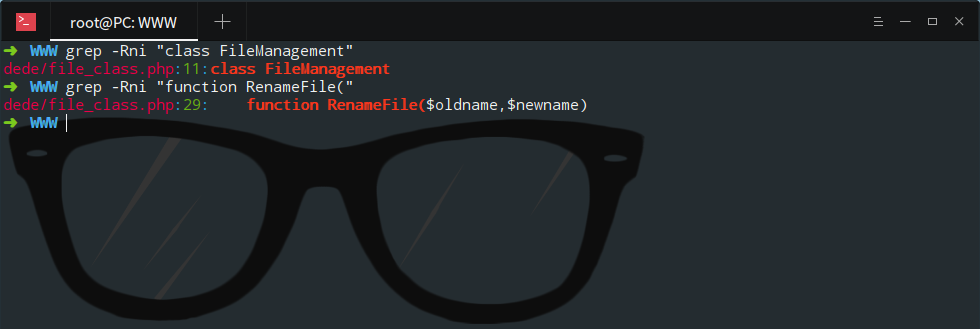 root@PC: WWW
➜ WWW grep -Rni "class FileManagement"
dede/file_class.php:11:class FileManagement
➜ WWW grep -Rni "function RenameFile("
dede/file_class.php:29:    function RenameFile($oldname,$newname)
➜ WWW